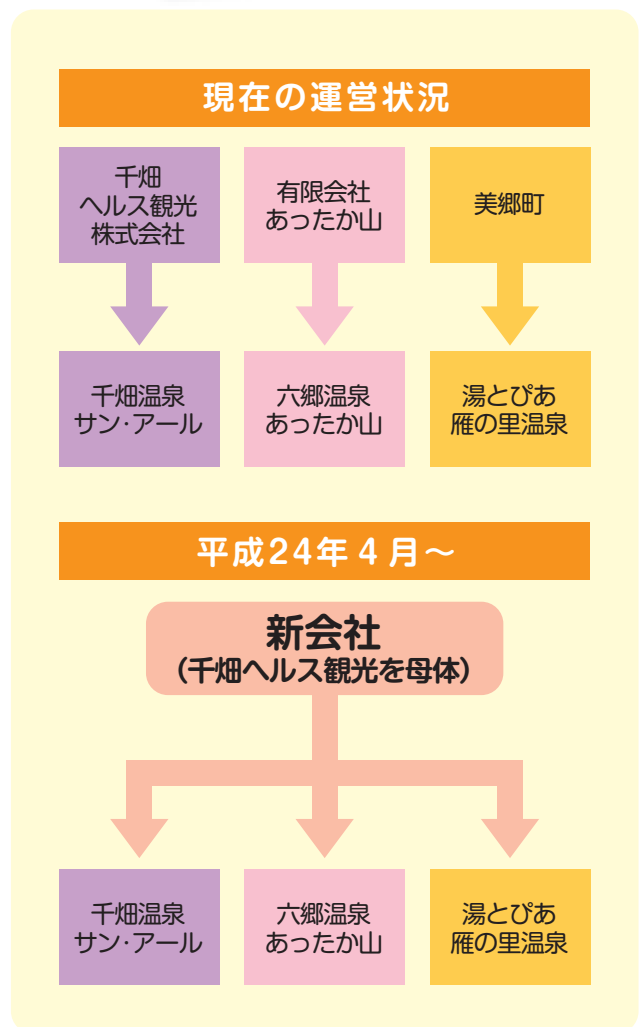 現在の運営状況
千畑
ヘルス観光
株式会社
有限会社
あったか山
美郷町
千畑温泉
サン・アール
六郷温泉
あったか山
湯とぴあ
雁の里温泉
平成24年4月～
新会社
（千畑ヘルス観光を母体）
千畑温泉
サン・アール
六郷温泉
あったか山
湯とぴあ
雁の里温泉